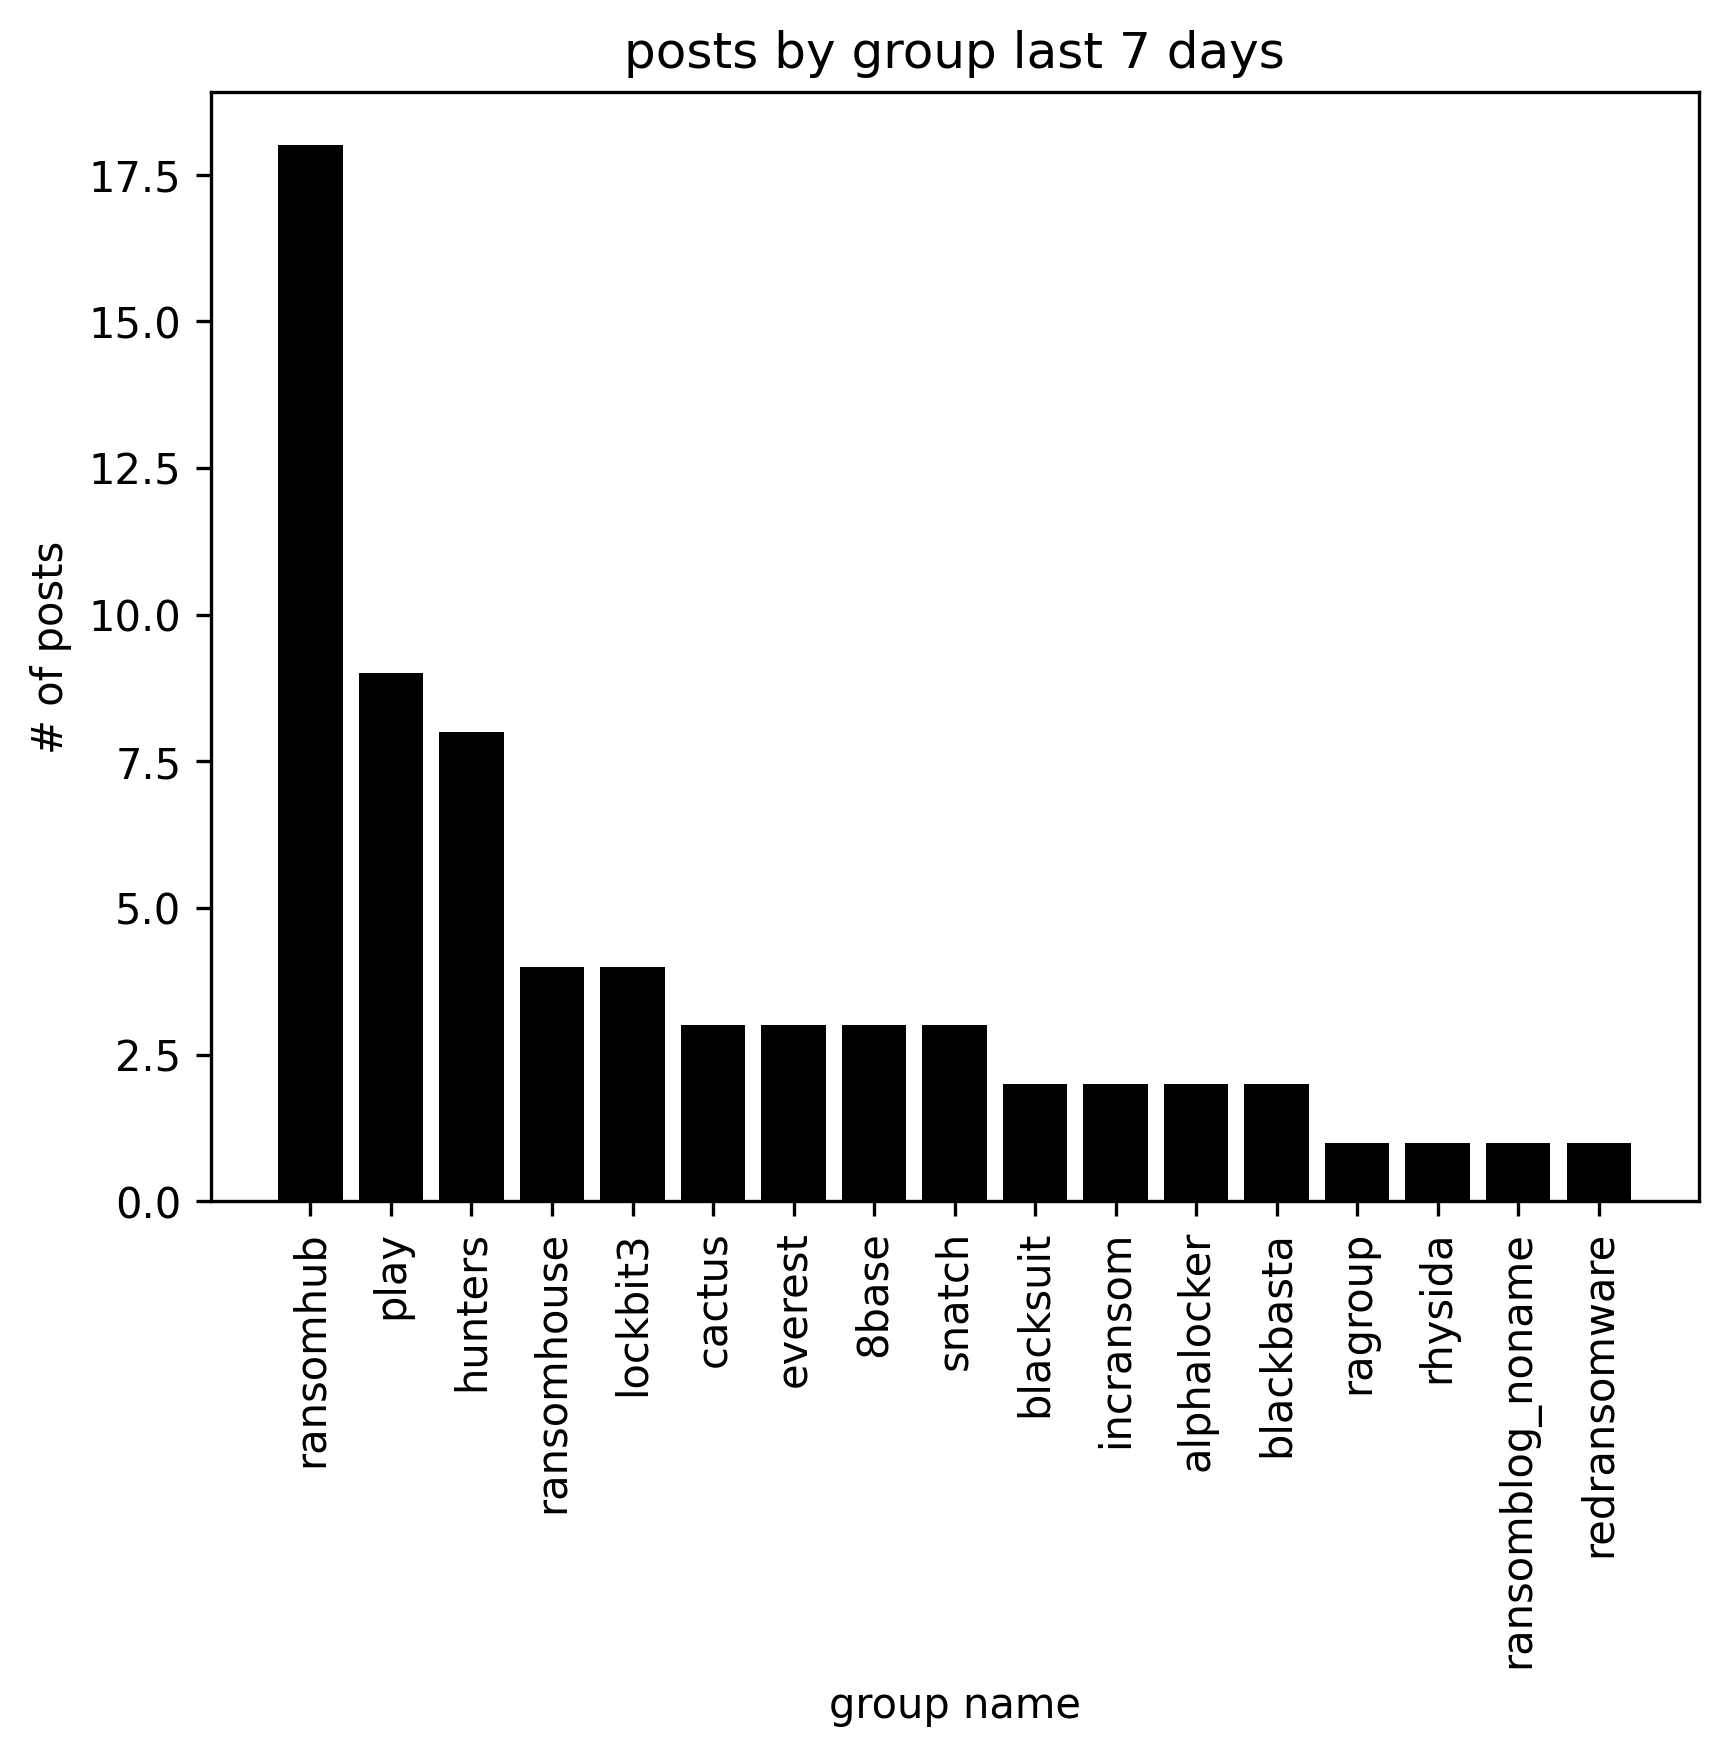 posts by group last 7 days
# of posts
17.5
15.0
12.5
10.0
7.5
5.0
2.5
0.0
ransomhub
play
hunters
ransomhouse
lockbit3
cactus
everest
8base
snatch
blacksuit
incransom
alphalocker
blackbasta
ragroup
rhysida
ransomblog_noname
redransomware
group name